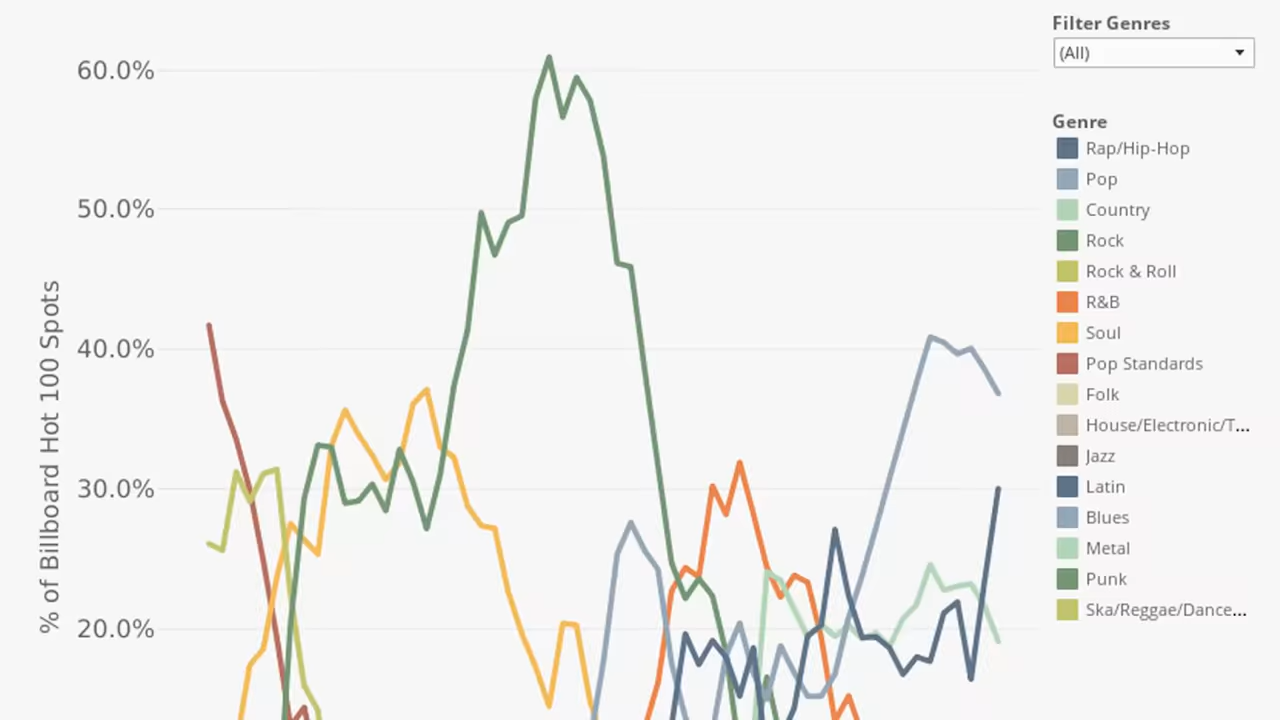 Filter Genres
(All)
60.0%
50.0%
40.0%
30.0%
20.0%
% of Billboard Hot 100 Spots
Genre
Rap/Hip-Hop
Pop
Country
Rock
Rock & Roll
R&B
Soul
Pop Standards
Folk
House/Electronic/T...
Jazz
Latin
Blues
Metal
Punk
Ska/Reggae/Dance...